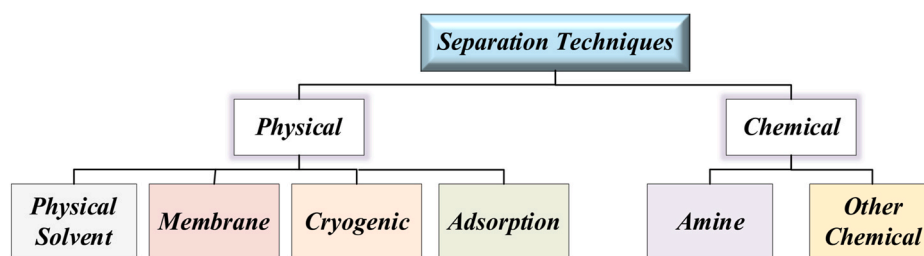 Separation Techniques
Physical
Chemical
Physical
Solvent
Membrane
Cryogenic
Adsorption
Amine
Other
Chemical